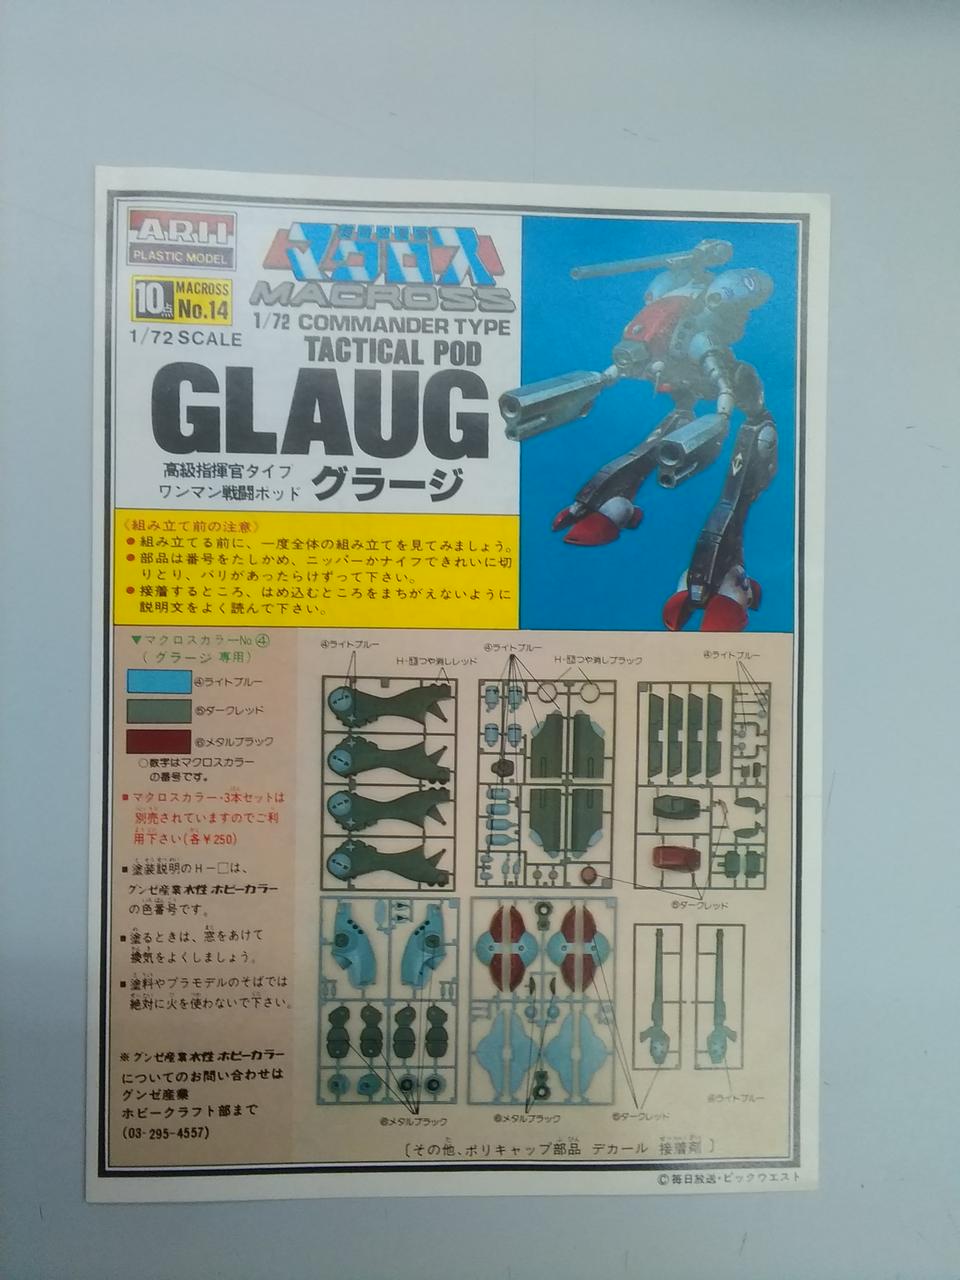 ARII
PLASTIC MODEL
10点
MACROSS
No.14
1/72 SCALE
マクロス
MACROSS
1/72 COMMANDER TYPE
TACTICAL POD
GLAUG
高級指揮官タイプ
ワンマン戦闘ポッド
グラージ
《組み立て前の注意》
●組み立てる前に、一度全体の組み立てを見てみましょう。
●部品は番号をたしかめ、ニッパーかナイフできれいに切
りとり、バリがあったらけずって下さい。
●接着するところ、はめ込むところをまちがえないように
説明文をよく読んで下さい。
▼マクロスカラーNo④
(グラージ専用)
④ライトブルー
⑤ダークレッド
⑥メタルブラック
○数字はマクロスカラー
の番号です。
■マクロスカラー・3本セットは
別売されていますのでご利
用下さい(各¥250)
■塗装説明のH-□は、
グンゼ産業水性ホビーカラー
の色番号です。
■塗るときは、窓をあけて
換気をよくしましょう。
■塗料やプラモデルのそばでは
絶対に火を使わないで下さい。
※グンゼ産業水性ホビーカラー
についてのお問い合わせは
グンゼ産業
ホビークラフト部まで
(03-295-4557)
④ライトブルー
つや消しレッド
④ライトブルー
つや消しブラック
④ライトブルー
⑤ダークレッド
⑥メタルブラック
⑥メタルブラック
⑤ダークレッド
④ライトブルー
〔その他、ポリキャップ部品 デカール 接着剤〕
©毎日放送・ビックウエスト